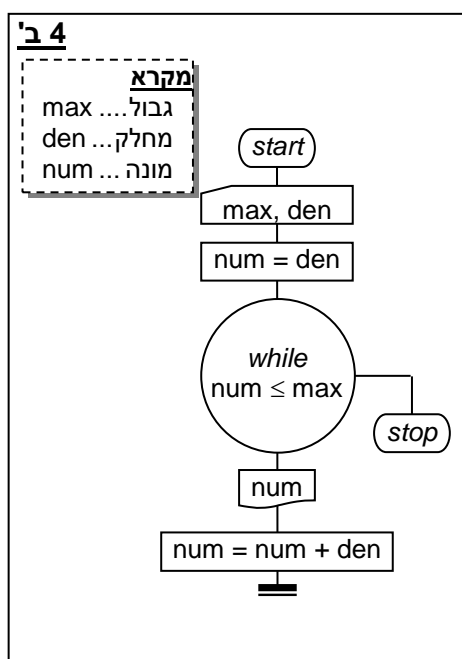 4 ב'
מקרא
max .... גבול
den ... מחלק
num ... מונה
start
max, den
num = den
while
num ≤ max
stop
num
num = num + den